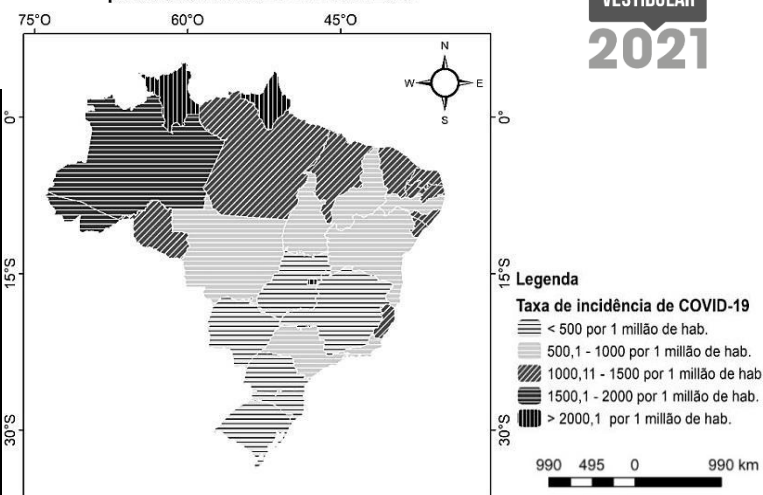 VESTIBULAR
2021
75°O 60°O 45°O
N
W E
S
0° 0°
15°S 15°S
30°S 30°S
Legenda
Taxa de incidência de COVID-19
< 500 por 1 millão de hab.
500,1 - 1000 por 1 millão de hab.
1000,11 - 1500 por 1 millão de hab
1500,1 - 2000 por 1 millão de hab.
> 2000,1 por 1 millão de hab.
990 495 0 990 km